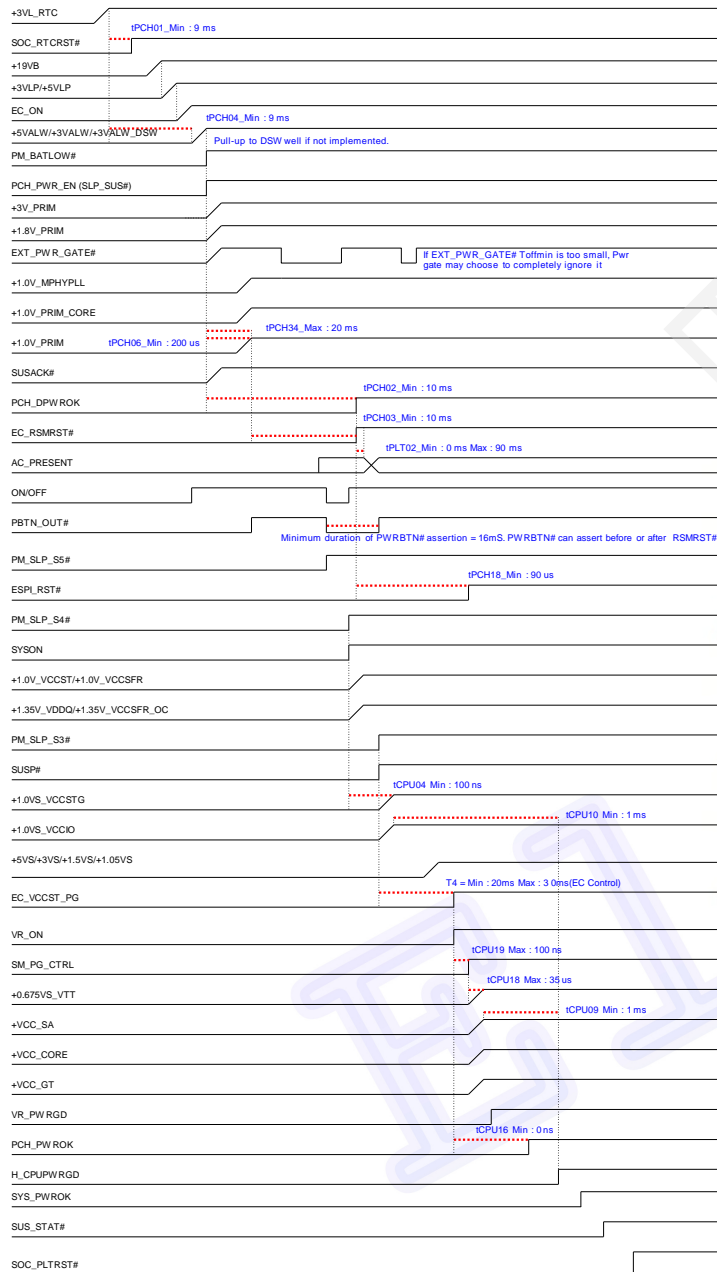 +3VL_RTC
tPCH01_Min : 9 ms
SOC_RTCRST#
+19VB
+3VLP/+5VLP
EC_ON
tPCH04_Min : 9 ms
+5VALW/+3VALW/+3VALW_DSW
Pull-up to DSW well if not implemented.
PM_BATLOW#
PCH_PWR_EN (SLP_SUS#)
+3V_PRIM
+1.8V_PRIM
EXT_PWR_GATE#
If EXT_PWR_GATE# Toffmin is too small, Pwr
gate may choose to completely ignore it
+1.0V_MPHYPLL
+1.0V_PRIM_CORE
tPCH34_Max : 20 ms
+1.0V_PRIM
tPCH06_Min : 200 us
SUSACK#
tPCH02_Min : 10 ms
PCH_DPWROK
tPCH03_Min : 10 ms
EC_RSMRST#
tPLT02_Min : 0 ms Max : 90 ms
AC_PRESENT
ON/OFF
PBTN_OUT#
Minimum duration of PWRBTN# assertion = 16mS. PWRBTN# can assert before or after RSMRST#
PM_SLP_S5#
tPCH18_Min : 90 us
ESPI_RST#
PM_SLP_S4#
SYSON
+1.0V_VCCST/+1.0V_VCCSFR
+1.35V_VDDQ/+1.35V_VCCSFR_OC
PM_SLP_S3#
SUSP#
tCPU04 Min : 100 ns
+1.0VS_VCCSTG
tCPU10 Min : 1 ms
+1.0VS_VCCIO
+5VS/+3VS/+1.5VS/+1.05VS
T4 = Min : 20ms Max : 30ms(EC Control)
EC_VCCST_PG
VR_ON
tCPU19 Max : 100 ns
SM_PG_CTRL
tCPU18 Max : 35 us
+0.675VS_VTT
tCPU09 Min : 1 ms
+VCC_SA
+VCC_CORE
+VCC_GT
VR_PWRGD
tCPU16 Min : 0 ns
PCH_PWROK
H_CPUPWRGD
SYS_PWROK
SUS_STAT#
SOC_PLTRST#